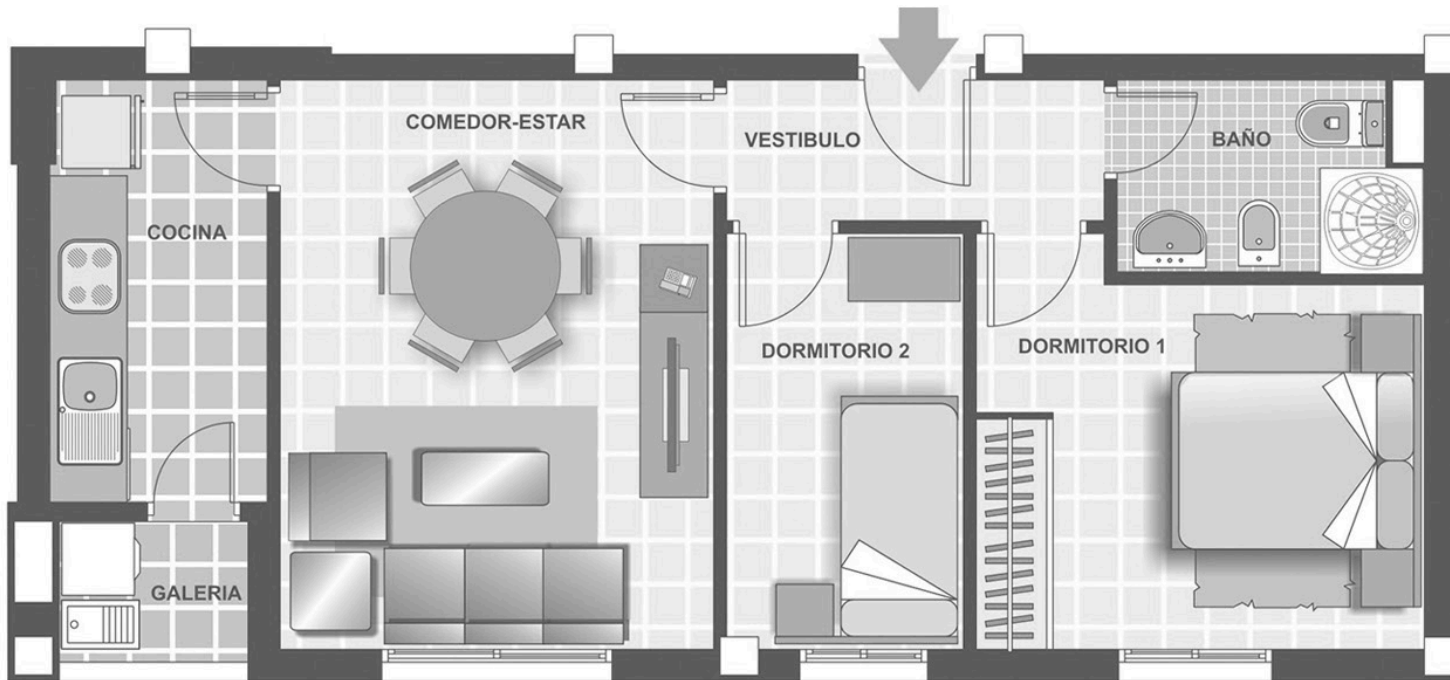 COMEDOR-ESTAR
VESTIBULO
BAÑO
COCINA
DORMITORIO 2
DORMITORIO 1
GALERIA